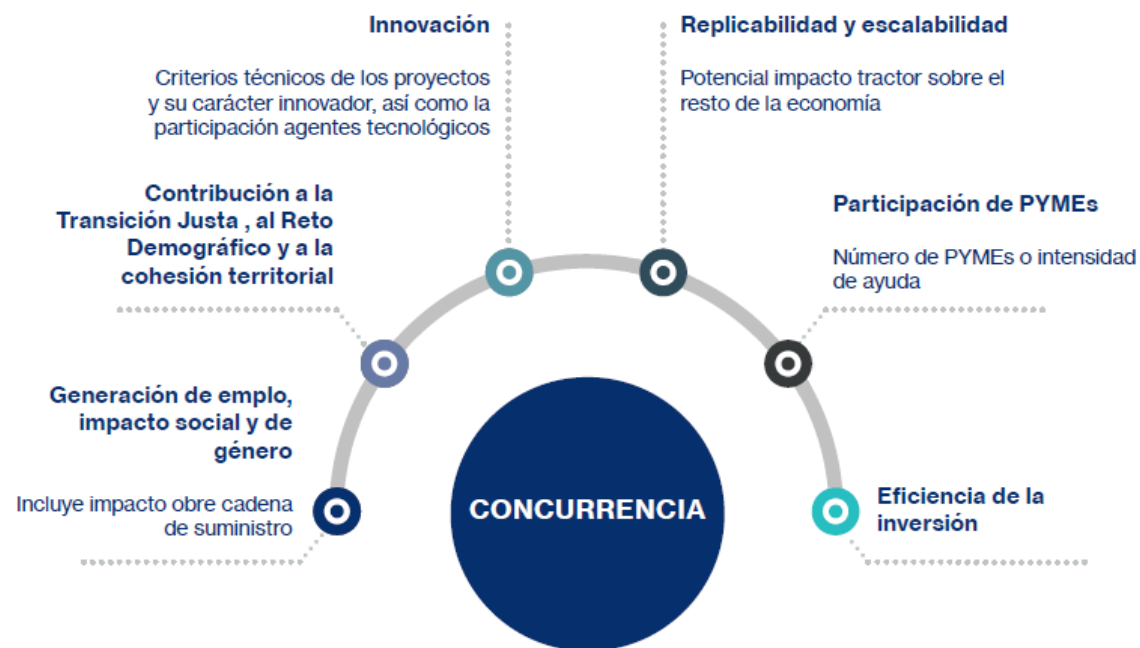 Innovación
Criterios técnicos de los proyectos
y su carácter innovador, así como la
participación agentes tecnológicos
Replicabilidad y escalabilidad
Potencial impacto tractor sobre el
resto de la economía
Contribución a la
Transición Justa , al Reto
Demográfico y a la
cohesión territorial
Participación de PYMEs
Número de PYMEs o intensidad
de ayuda
Generación de emplo,
impacto social y de
género
Incluye impacto obre cadena
de suministro
CONCURRENCIA
Eficiencia de la
inversión